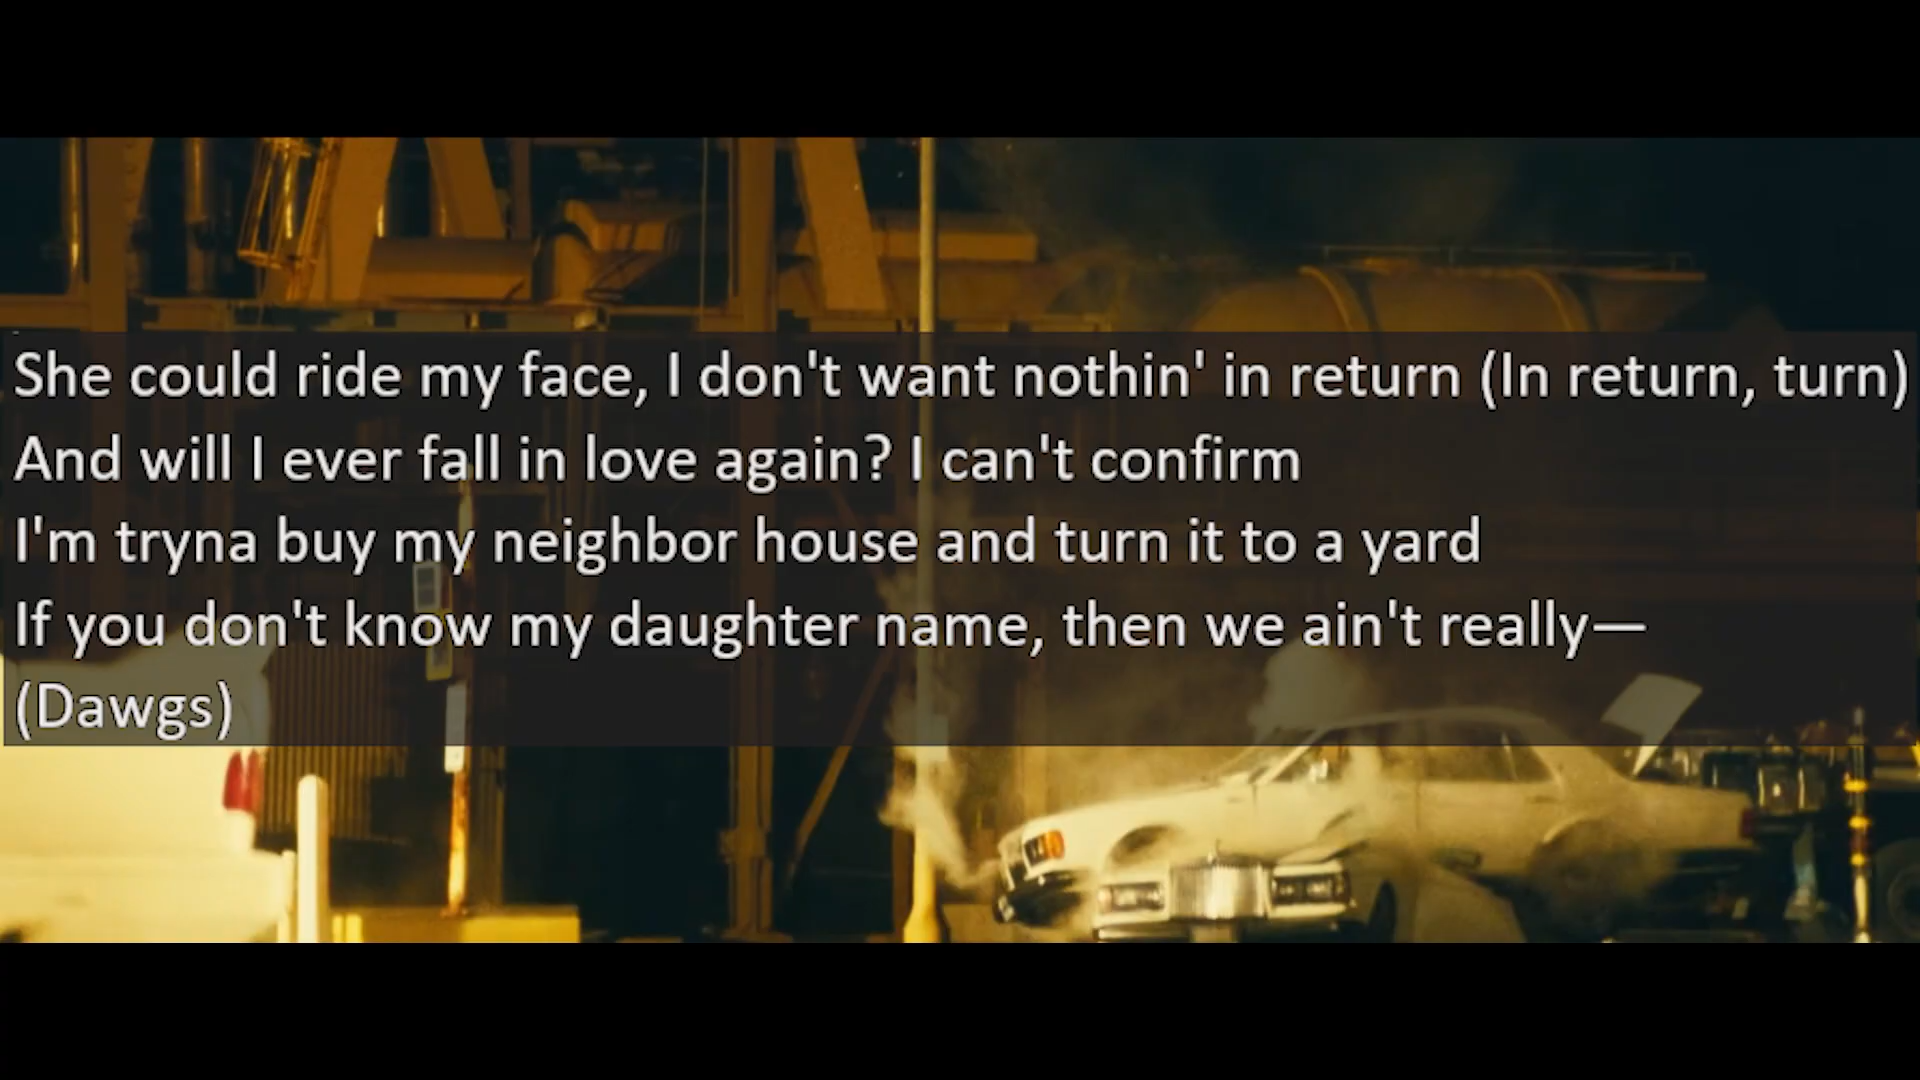 She could ride my face, I don't want nothin' in return (In return, turn)
And will I ever fall in love again? I can't confirm
I'm tryna buy my neighbor house and turn it to a yard
If you don't know my daughter name, then we ain't really—
(Dawgs)